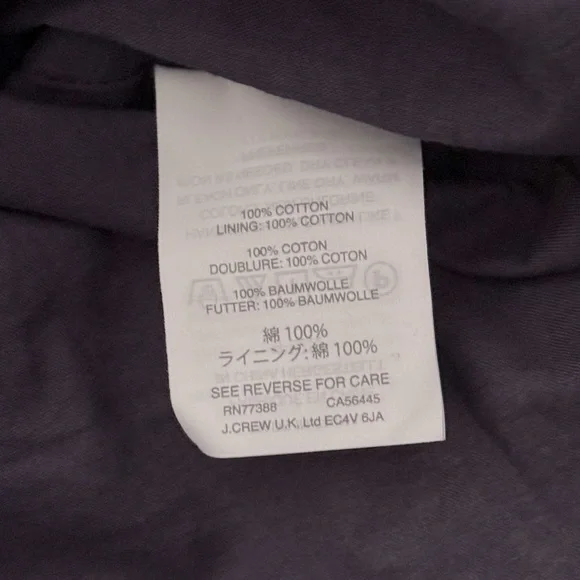 100% COTTON
LINING: 100% COTTON
100% COTON
DOUBLURE: 100% COTON
100% BAUMWOLLE
FUTTER: 100% BAUMWOLLE
綿 100%
ライニング: 綿 100%
SEE REVERSE FOR CARE
RN77388 CA56445
J.CREW U.K. Ltd EC4V 6JA